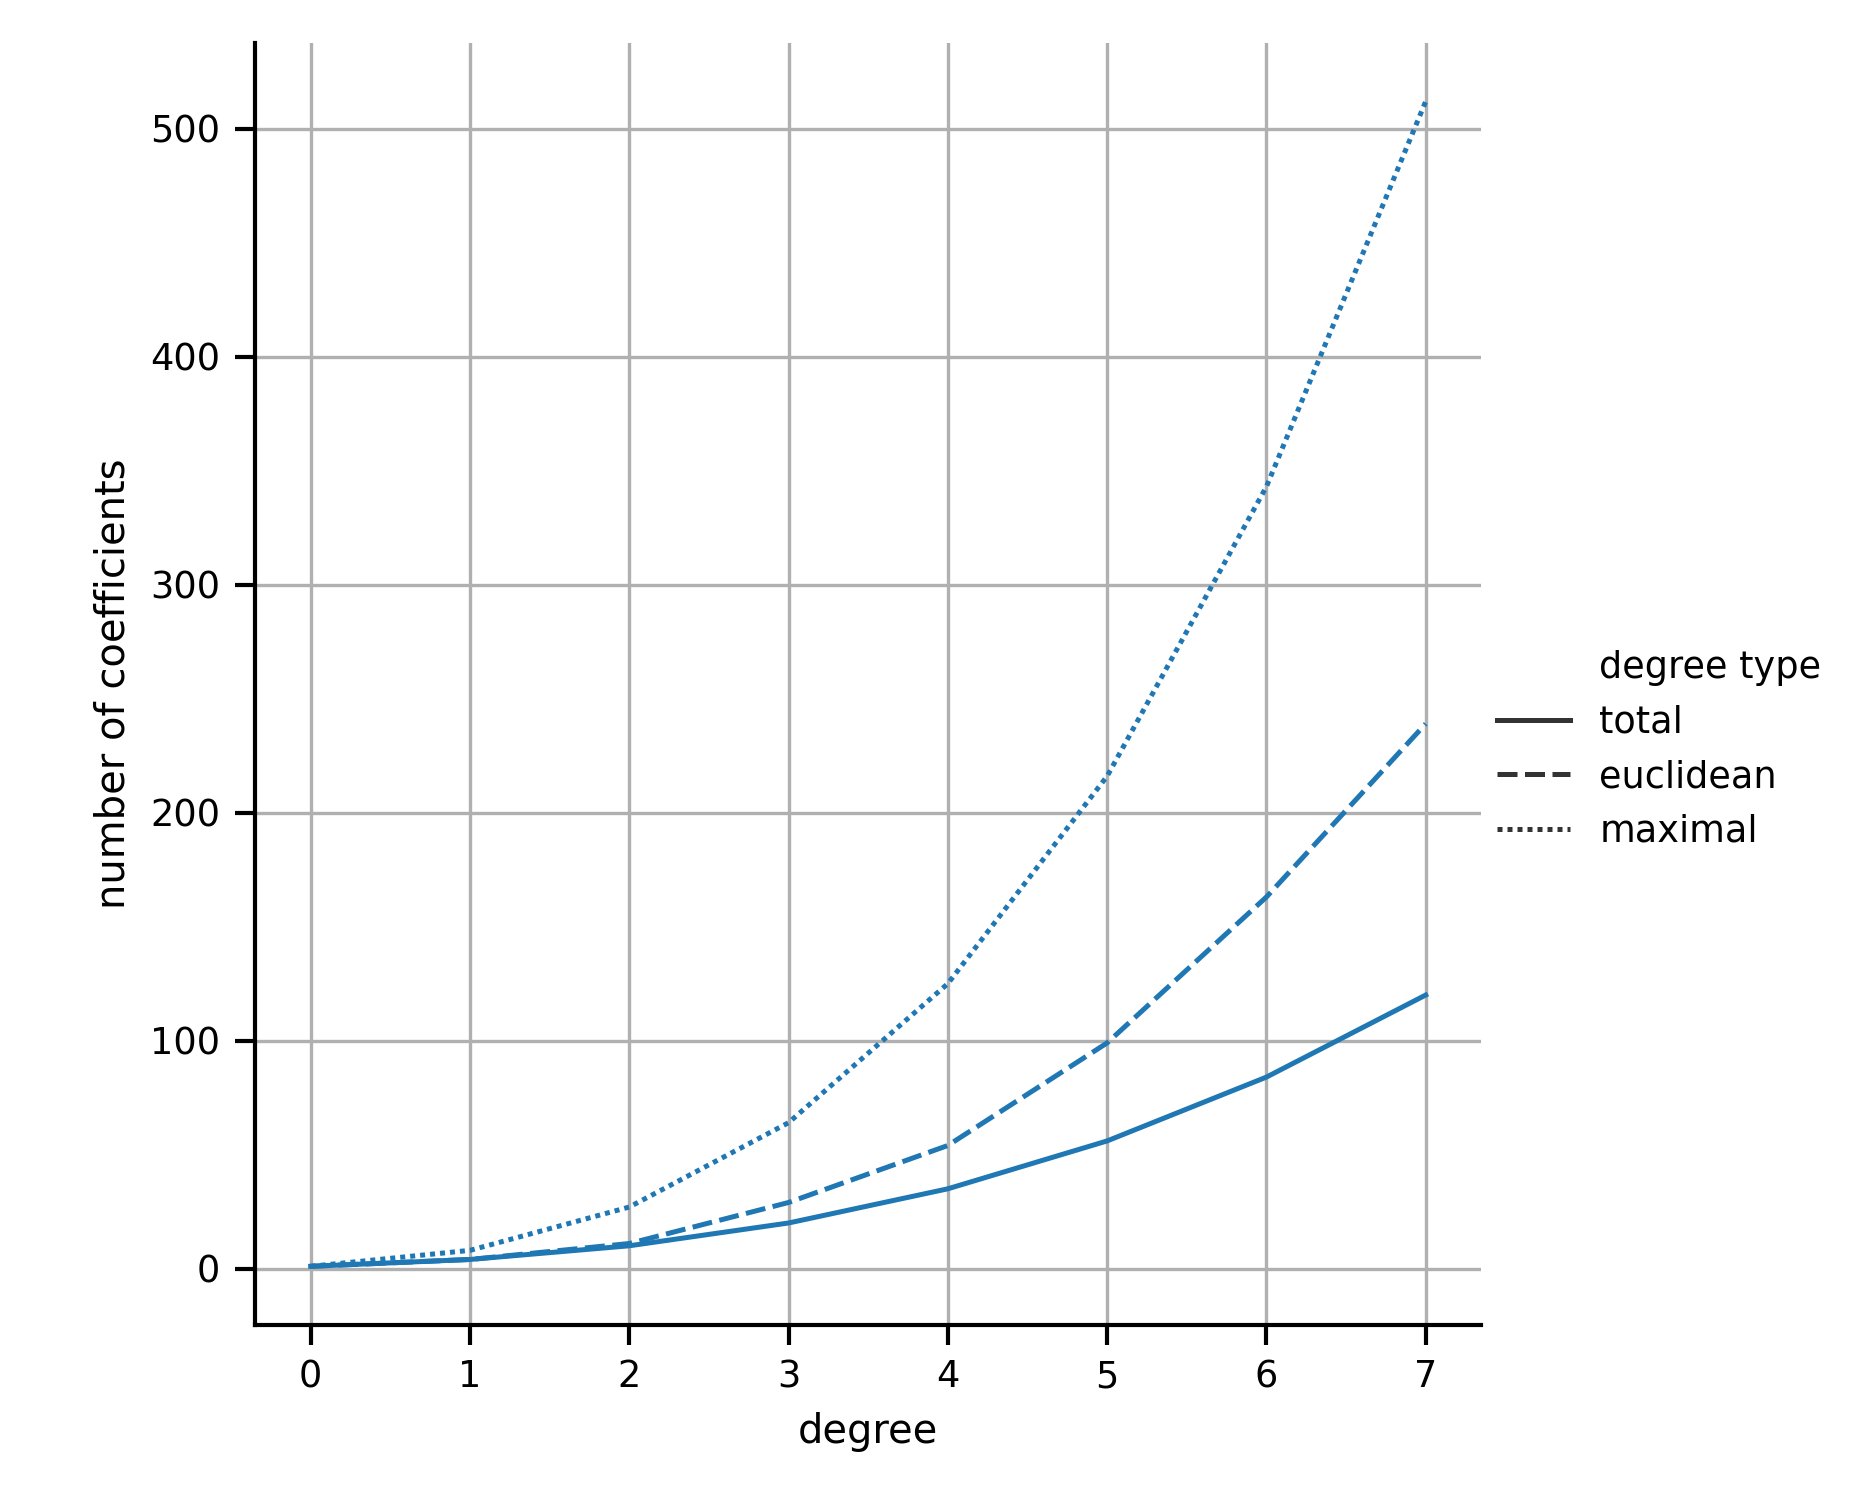 500
400
300
200
100
0
number of coefficients
0 1 2 3 4 5 6 7
degree
degree type
total
euclidean
maximal